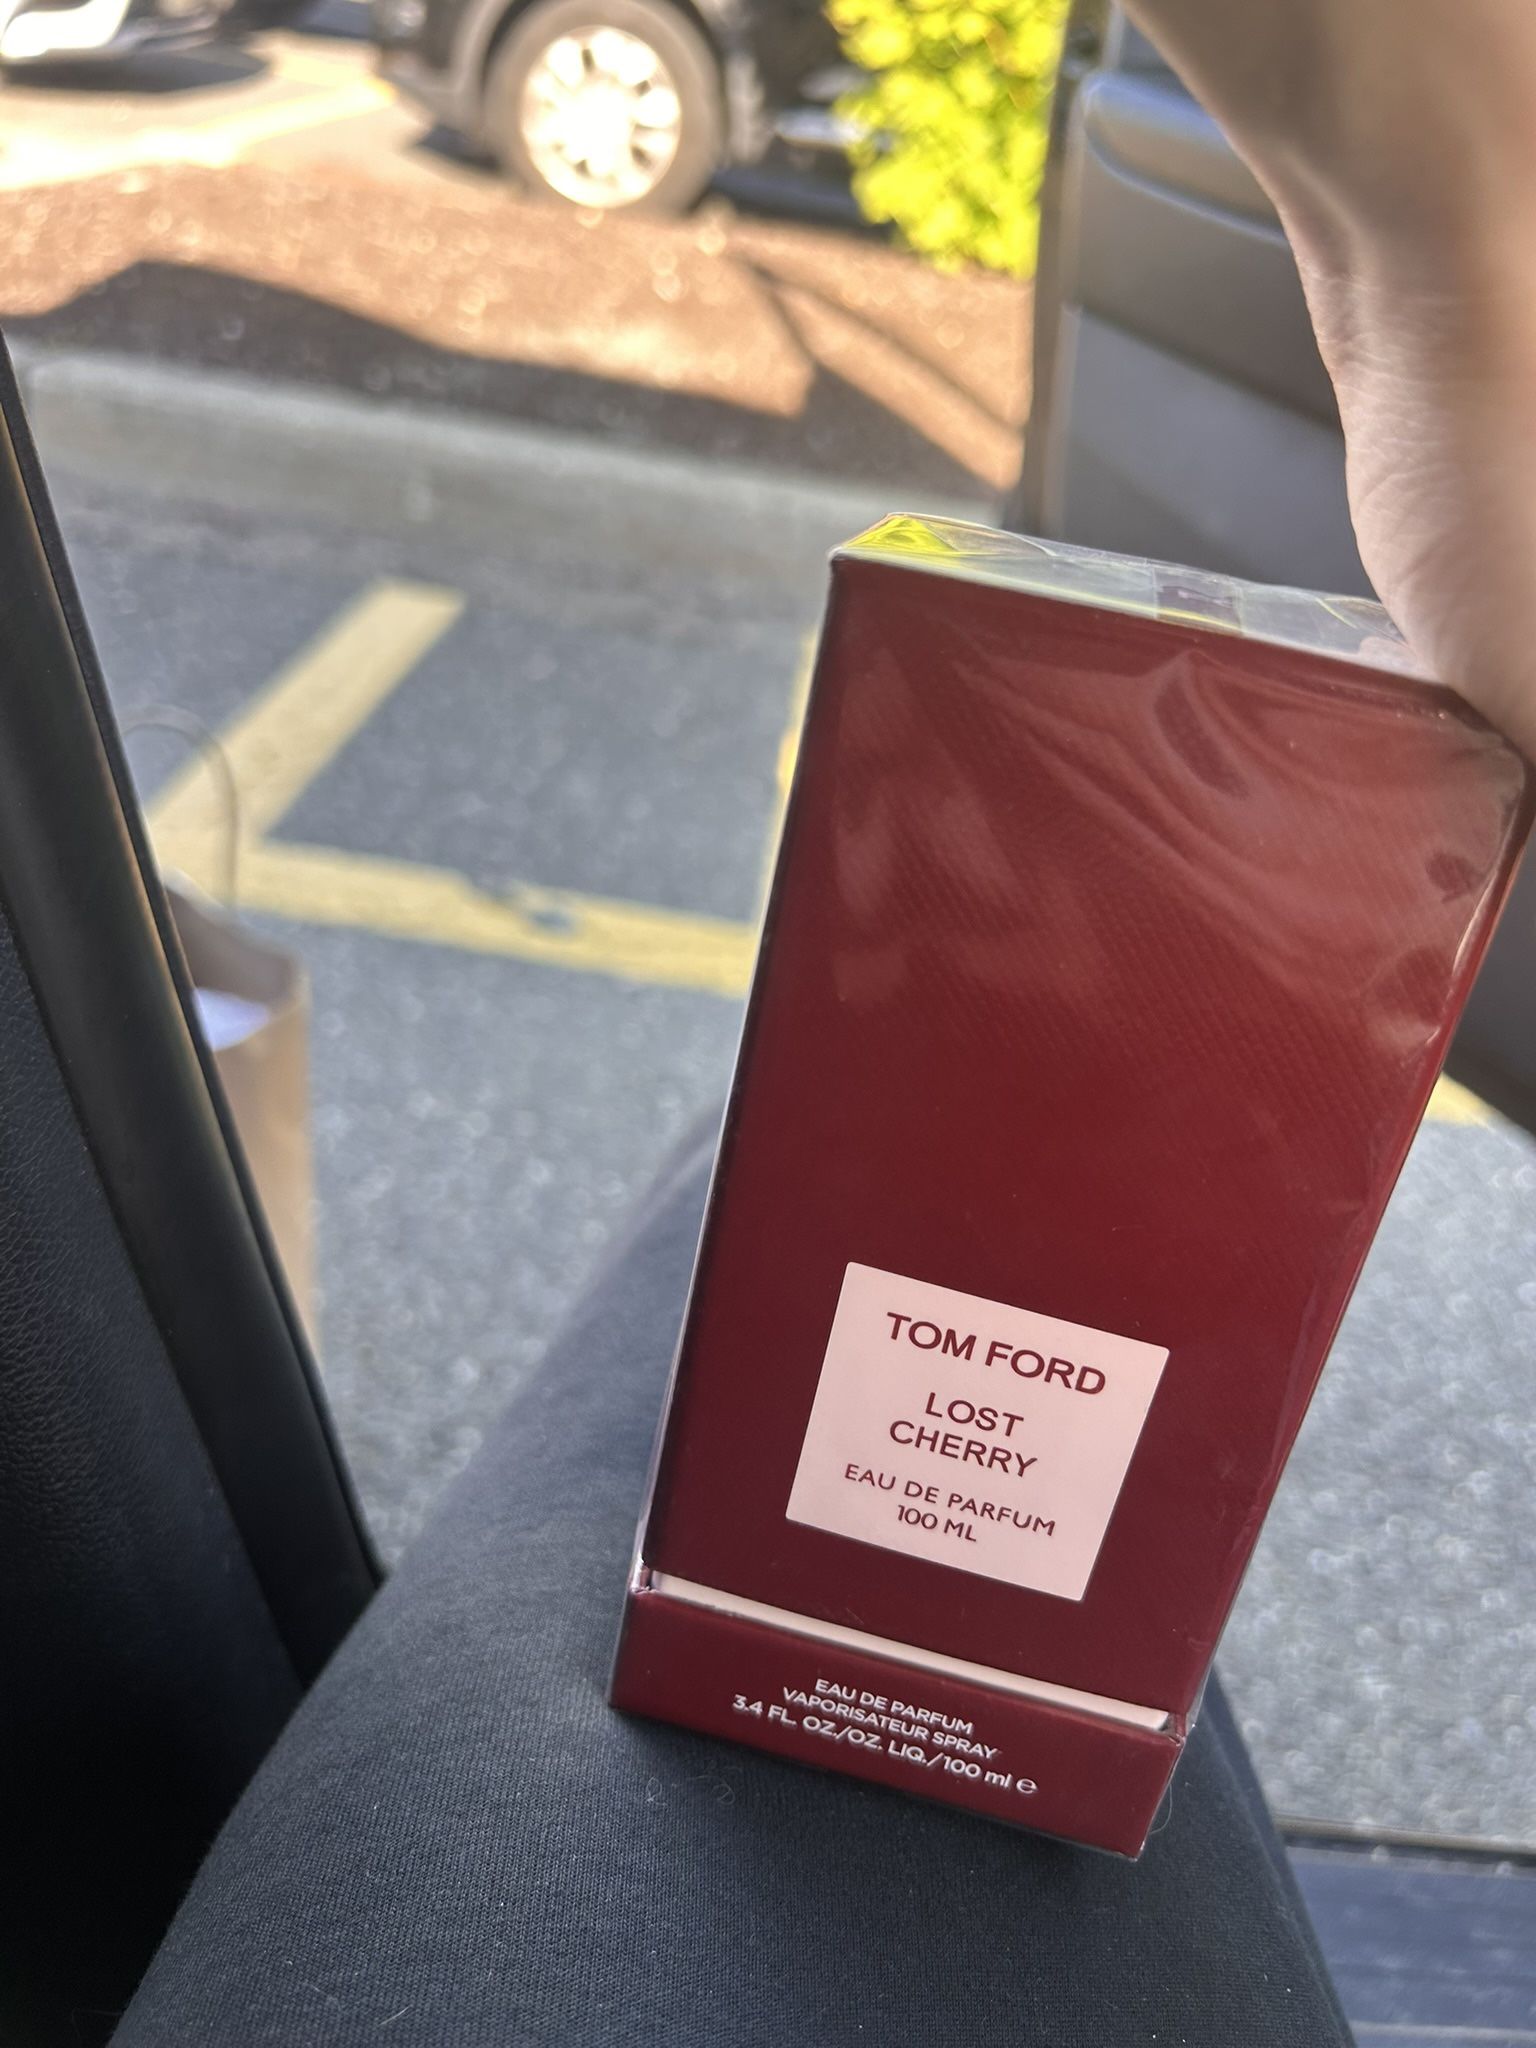 TOM FORD
LOST
CHERRY
EAU DE PARFUM
100 ML
EAU DE PARFUM
VAPORISATEUR SPRAY
3.4 FL. OZ./OZ. LIQ./100 ml ℮